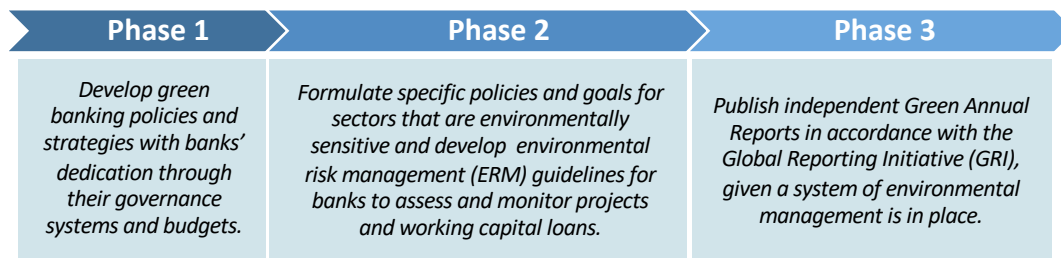 Phase 1
Phase 2
Phase 3
Develop green
banking policies and
strategies with banks’
dedication through
their governance
systems and budgets.
Formulate specific policies and goals for
sectors that are environmentally
sensitive and develop environmental
risk management (ERM) guidelines for
banks to assess and monitor projects
and working capital loans.
Publish independent Green Annual
Reports in accordance with the
Global Reporting Initiative (GRI),
given a system of environmental
management is in place.